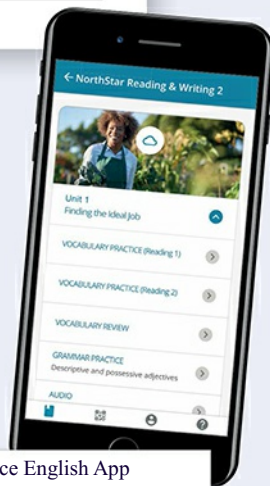 ← NorthStar Reading & Writing 2
Unit 1
Finding the Ideal Job
VOCABULARY PRACTICE (Reading 1)
VOCABULARY PRACTICE (Reading 2)
VOCABULARY REVIEW
GRAMMAR PRACTICE
Descriptive and possessive adjectives
AUDIO
?
ce English App